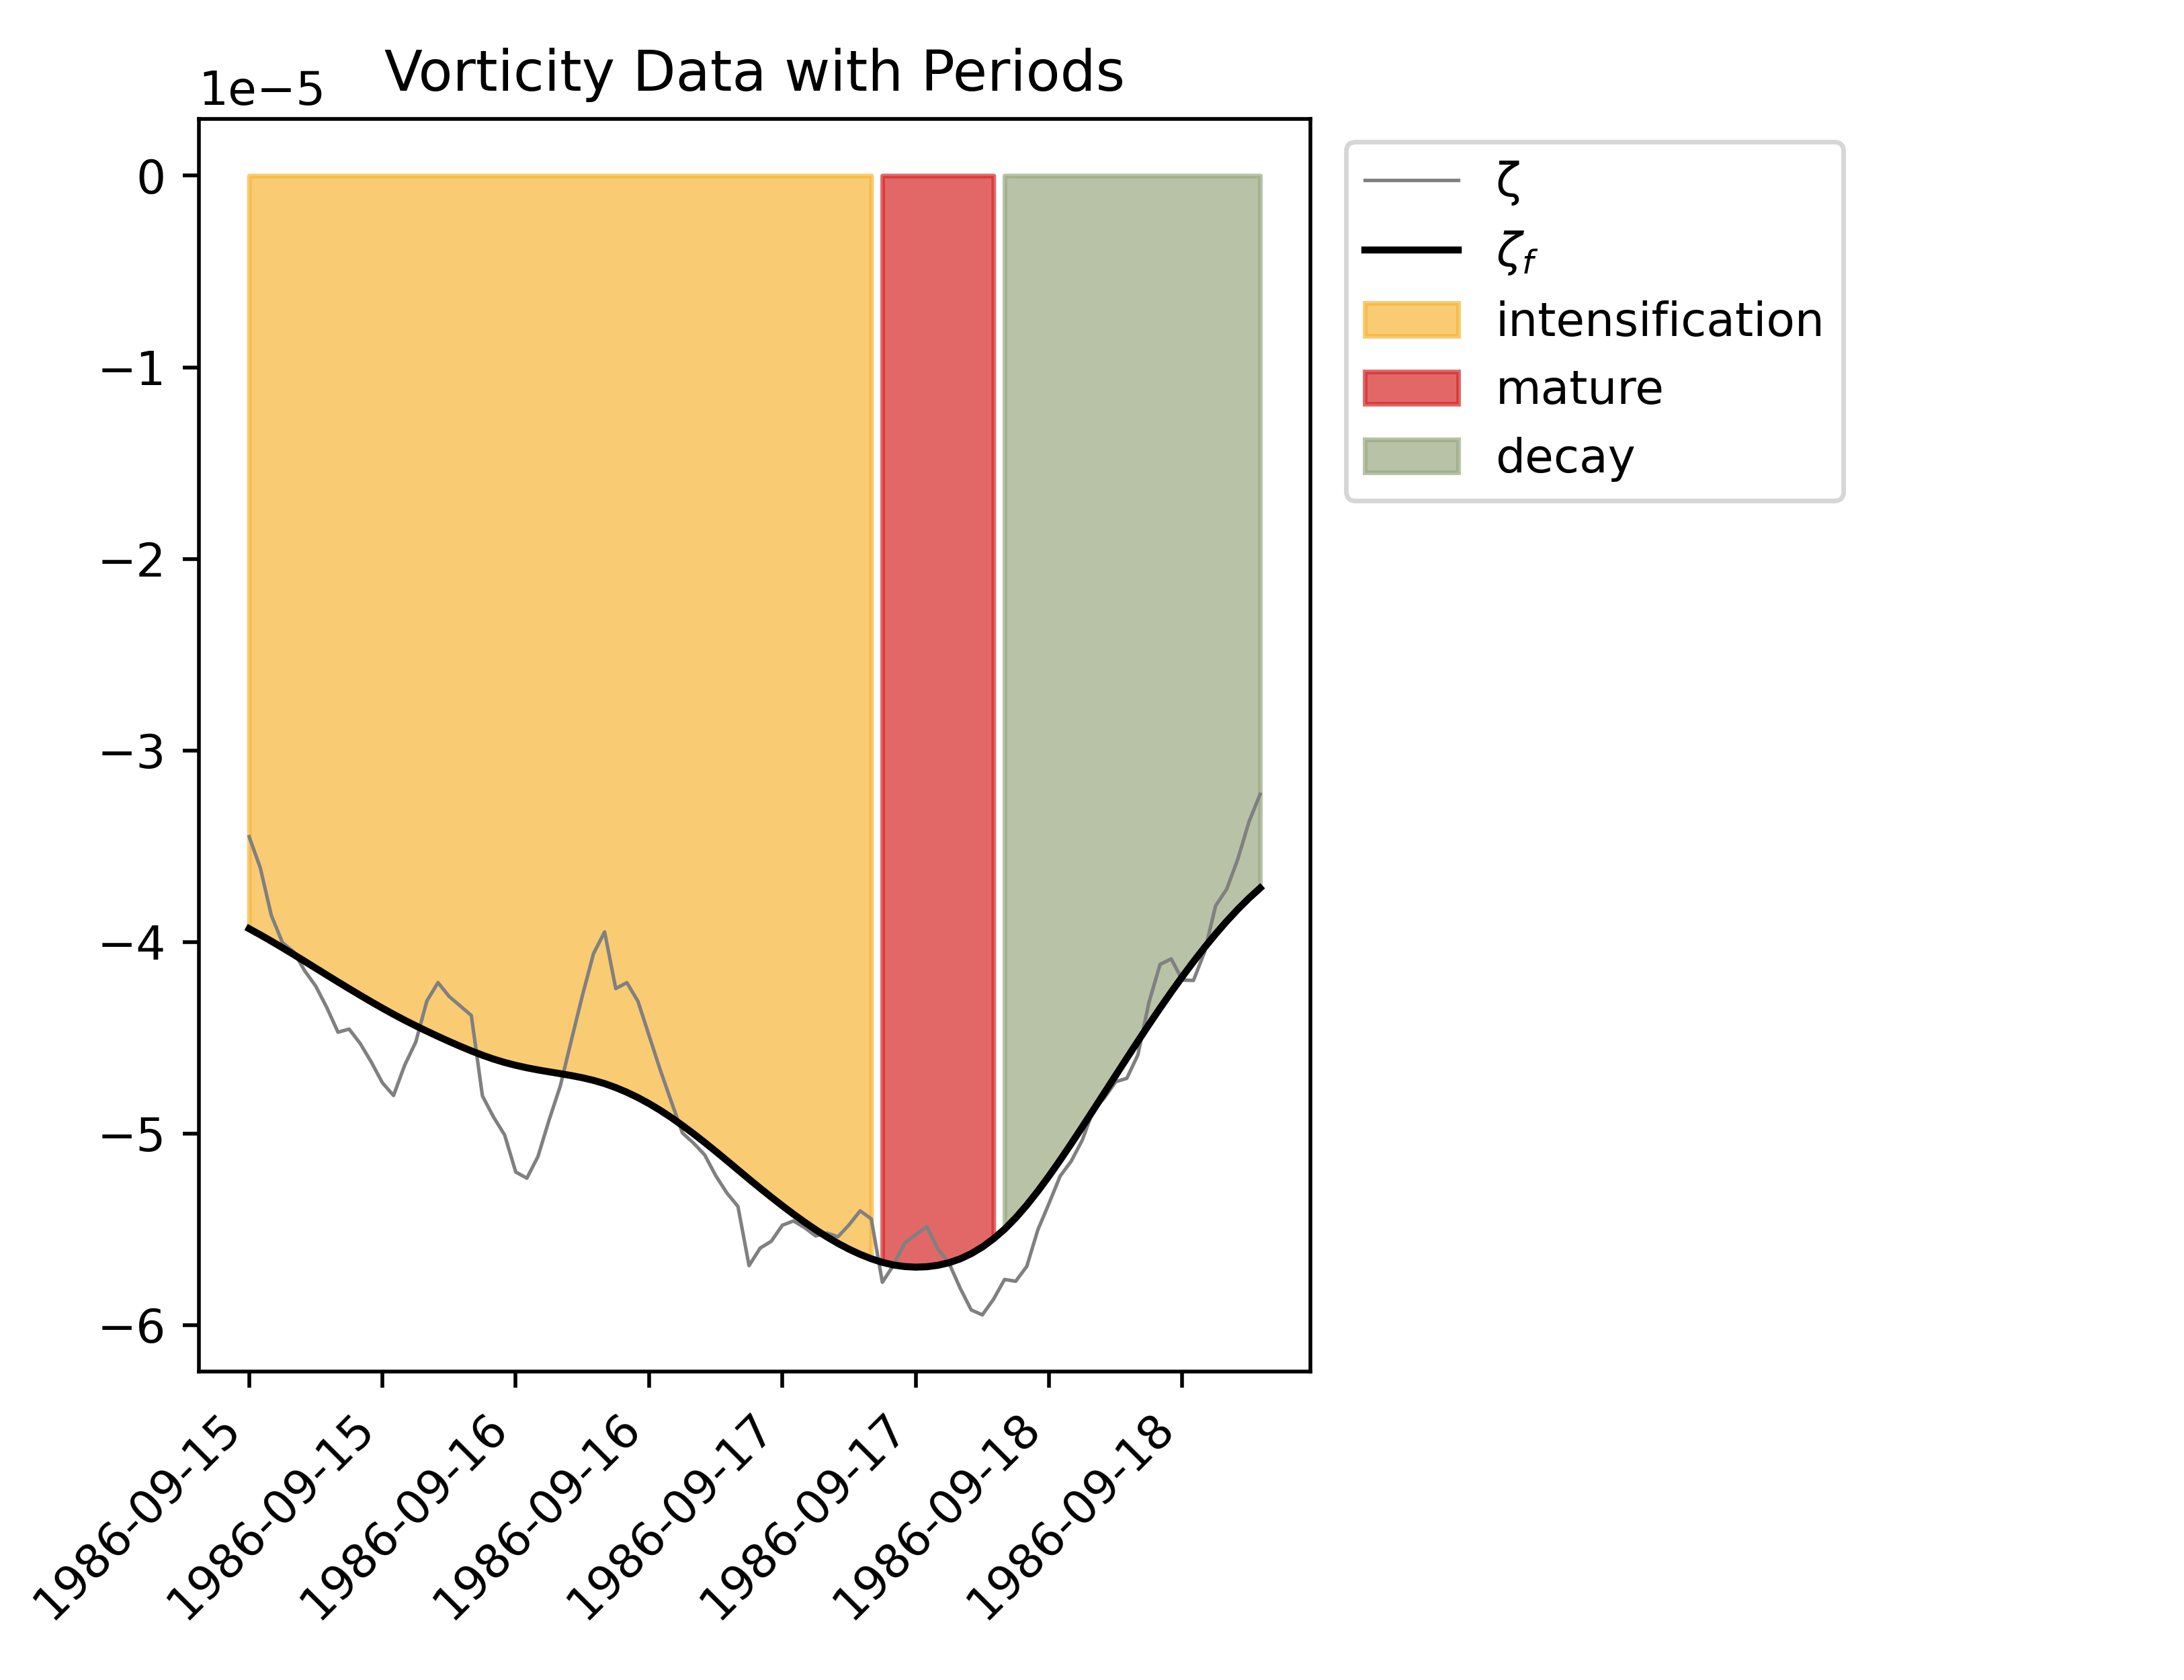 Vorticity Data with Periods
1e−5
0
−1
−2
−3
−4
−5
−6
1986-09-15
1986-09-15
1986-09-16
1986-09-16
1986-09-17
1986-09-17
1986-09-18
1986-09-18
ζ
ζf
intensification
mature
decay